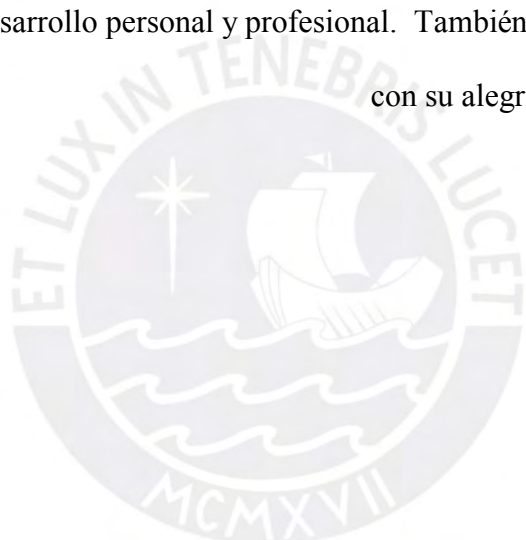 sarrollo personal y profesional. También
con su alegr
ET LUX IN TENEBRIS LUCET
MCMXVII